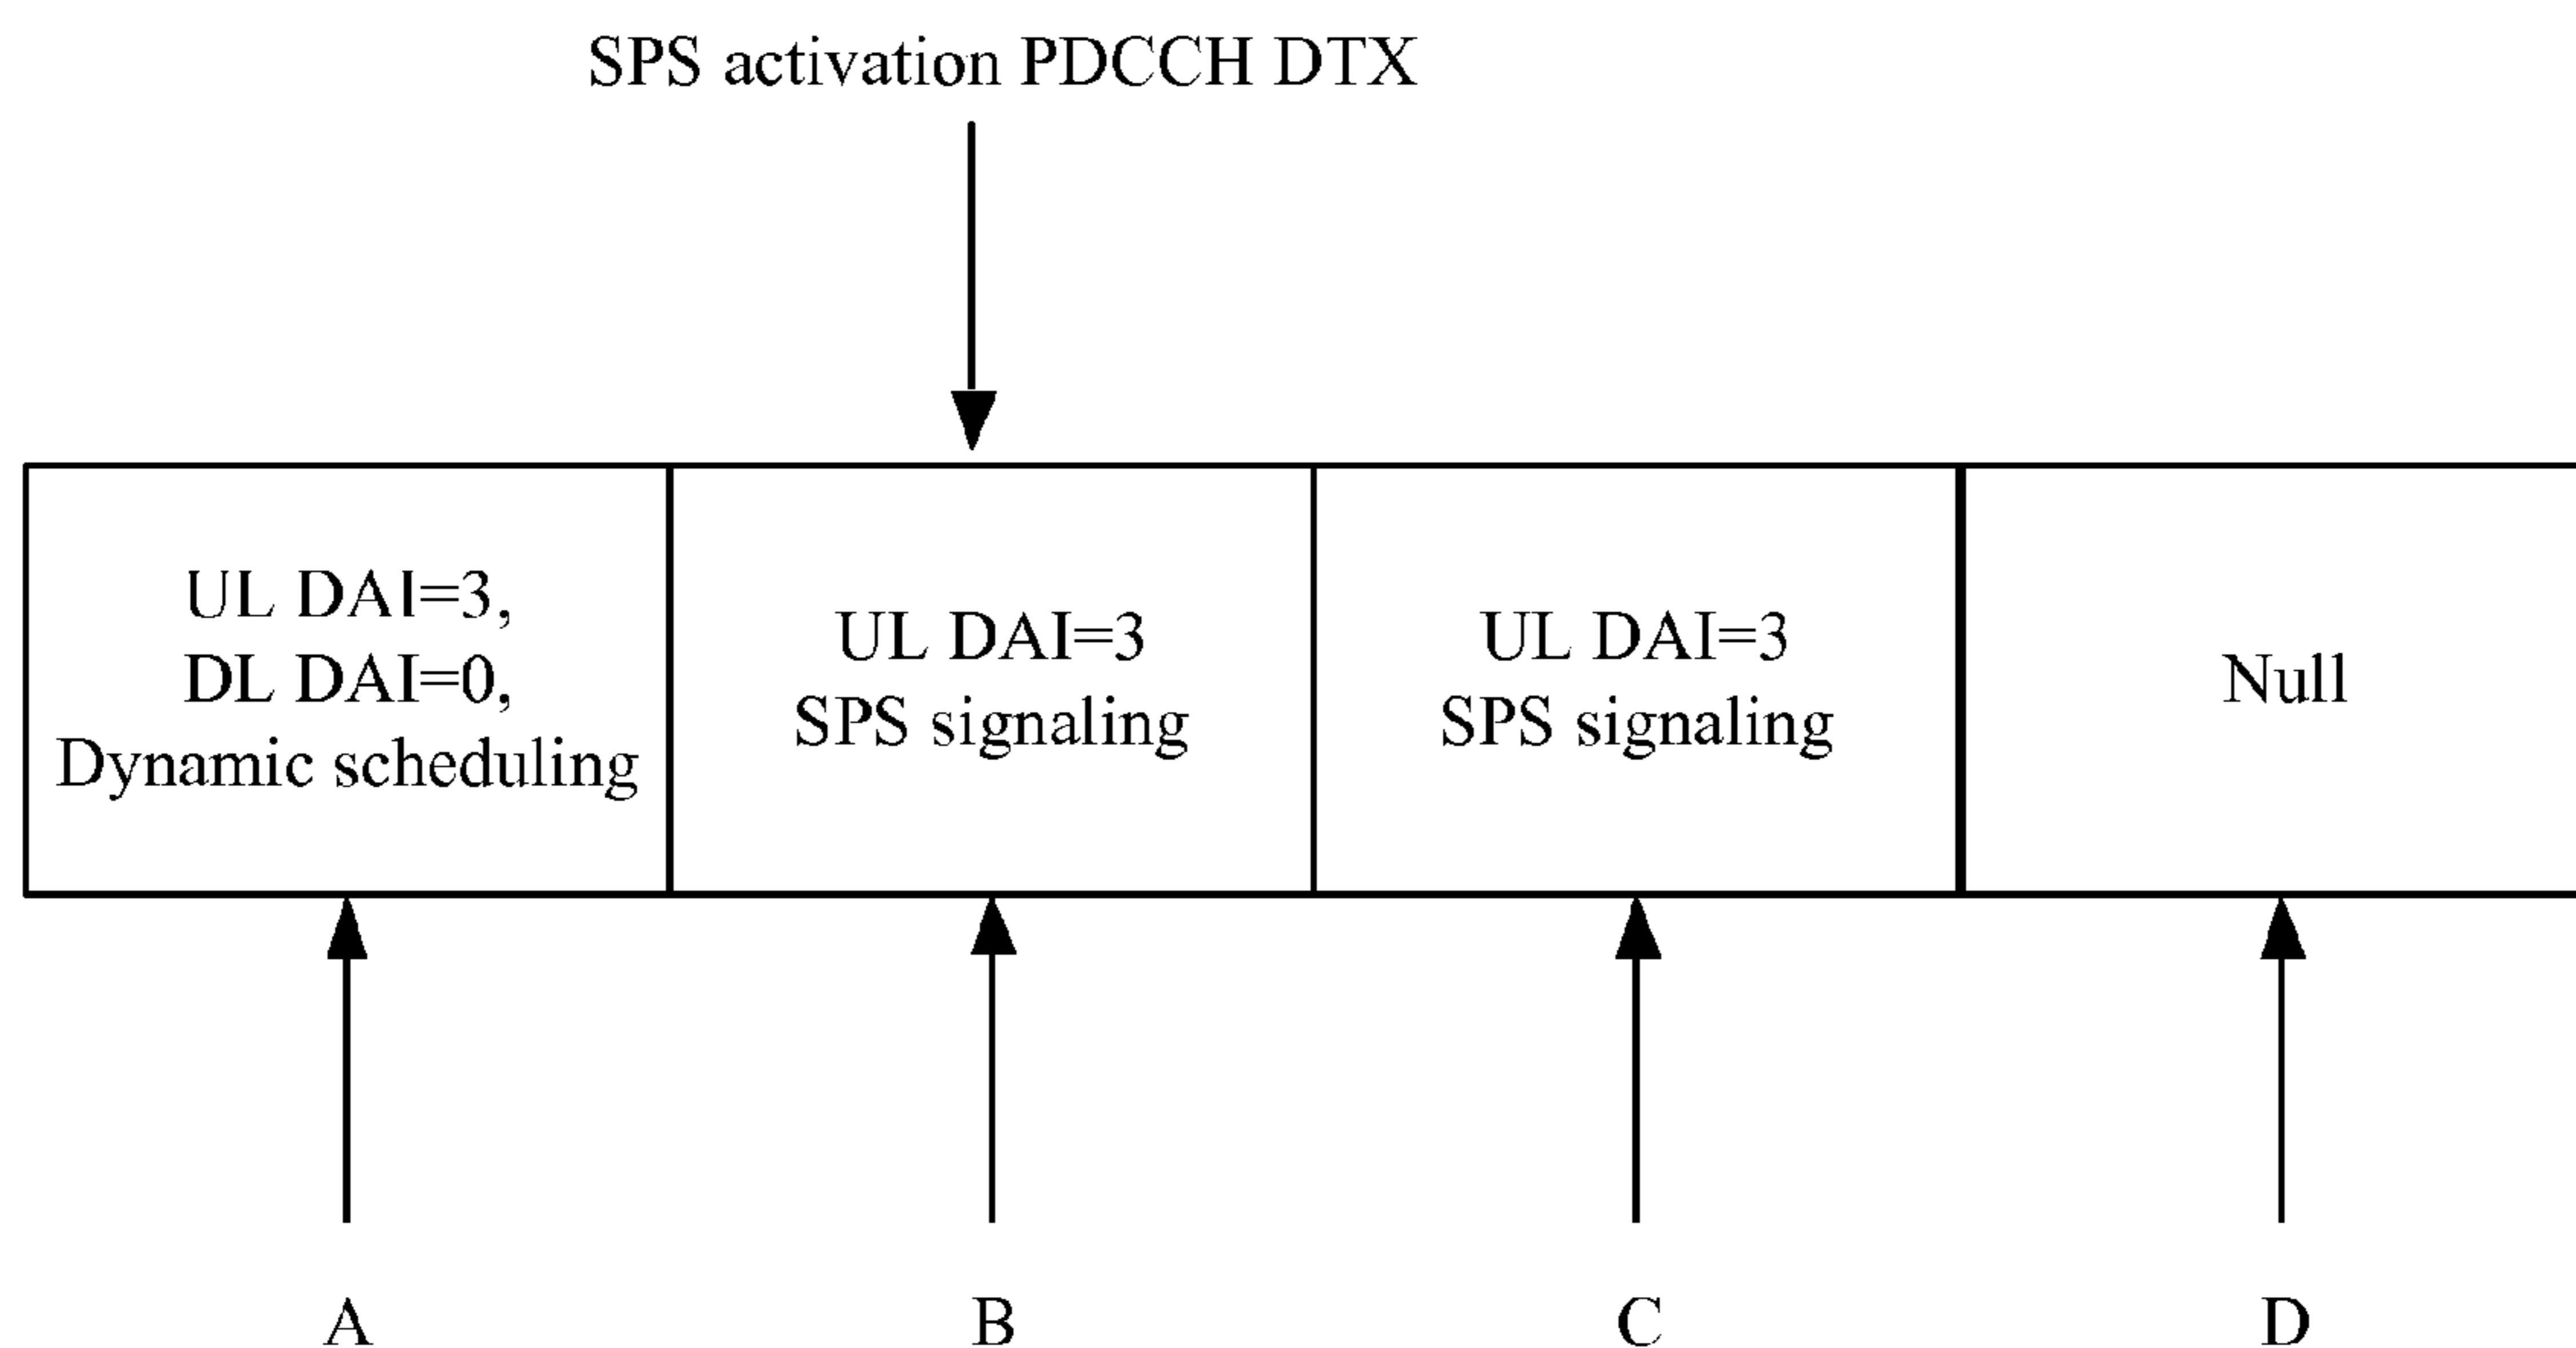 SPS activation PDCCH DTX
UL DAI=3,
DL DAI=0,
Dynamic scheduling
UL DAI=3
SPS signaling
UL DAI=3
SPS signaling
Null
A
B
C
D